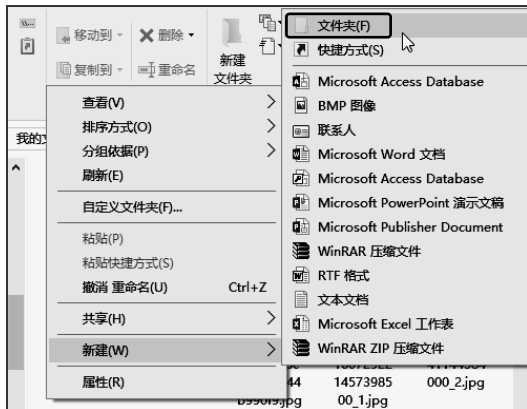 移动到
删除
复制到
重命名
新建
文件夹
我的文
查看(V)
排序方式(O)
分组依据(P)
刷新(E)
自定义文件夹(F)...
粘贴(P)
粘贴快捷方式(S)
撤消 重命名(U) Ctrl+Z
共享(H)
新建(W)
属性(R)
文件夹(F)
快捷方式(S)
Microsoft Access Database
BMP 图像
联系人
Microsoft Word 文档
Microsoft Access Database
Microsoft PowerPoint 演示文稿
Microsoft Publisher Document
WinRAR 压缩文件
RTF 格式
文本文档
Microsoft Excel 工作表
WinRAR ZIP 压缩文件
44 14573985 000_2.jpg
00_1.jpg